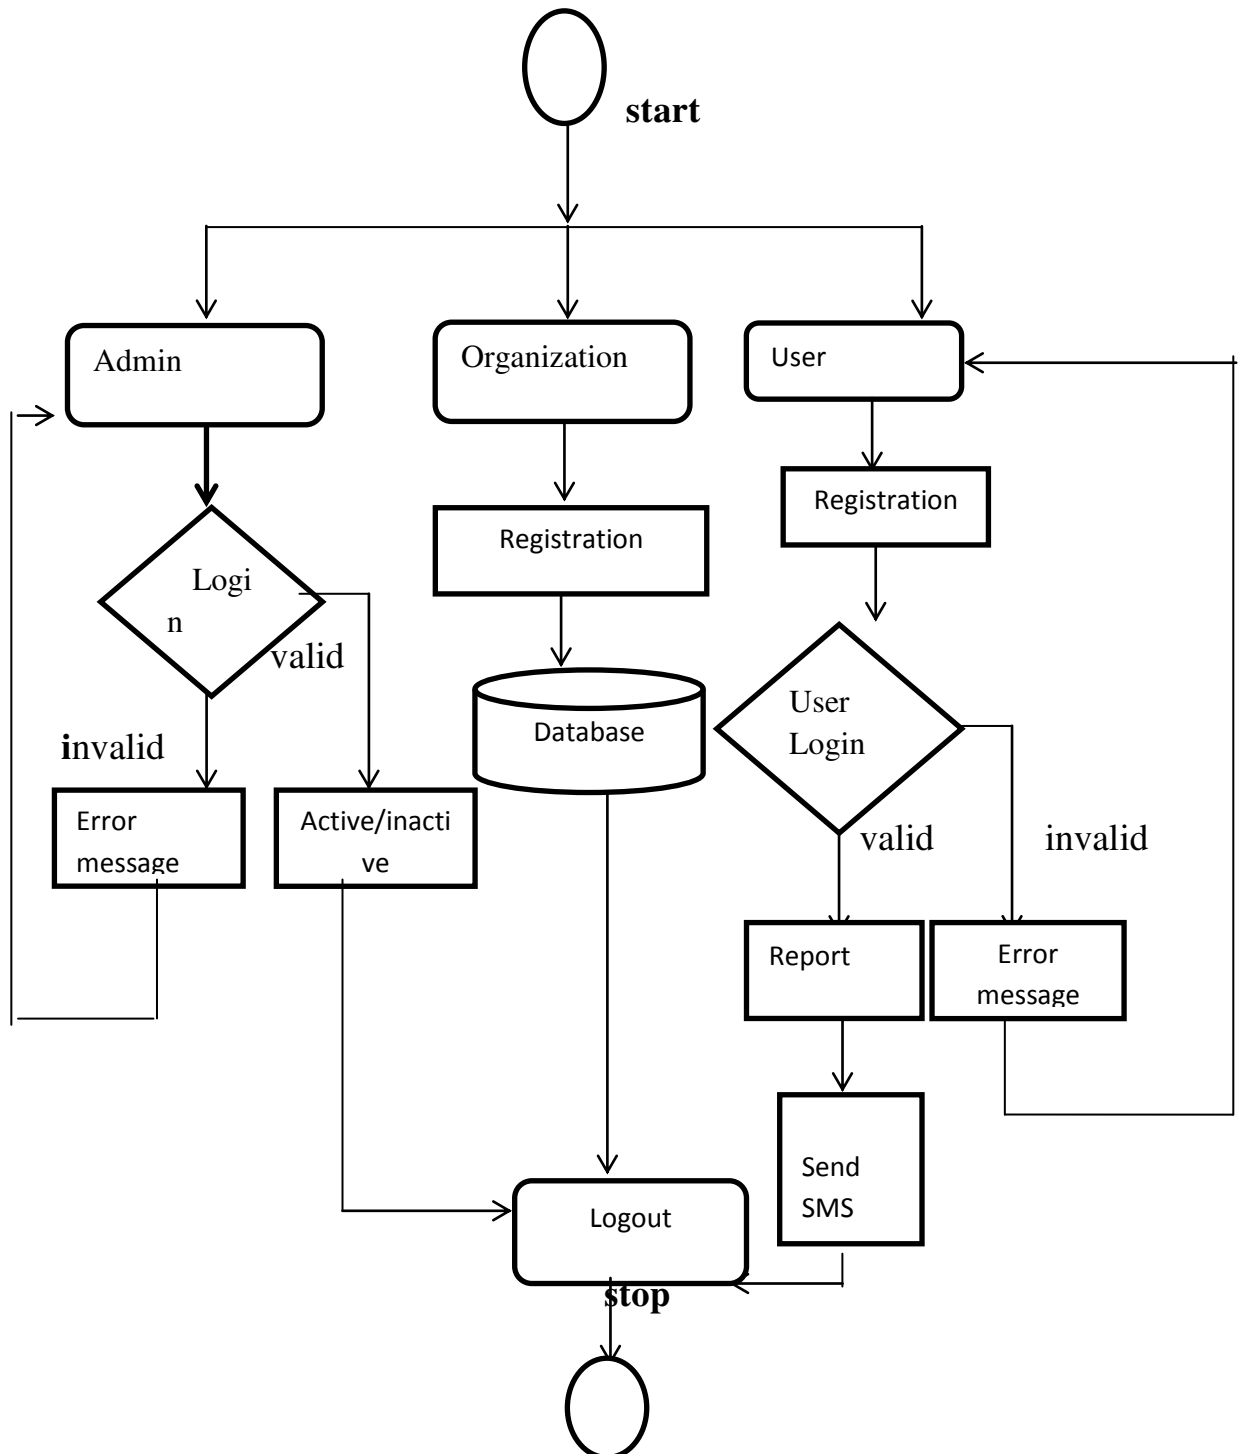 start
Admin
Organization
User
Registration
Registration
Logi
n
valid
User
Login
Database
invalid
Error
message
Active/inacti
ve
valid
invalid
Report
Error
message
Send
SMS
Logout
stop